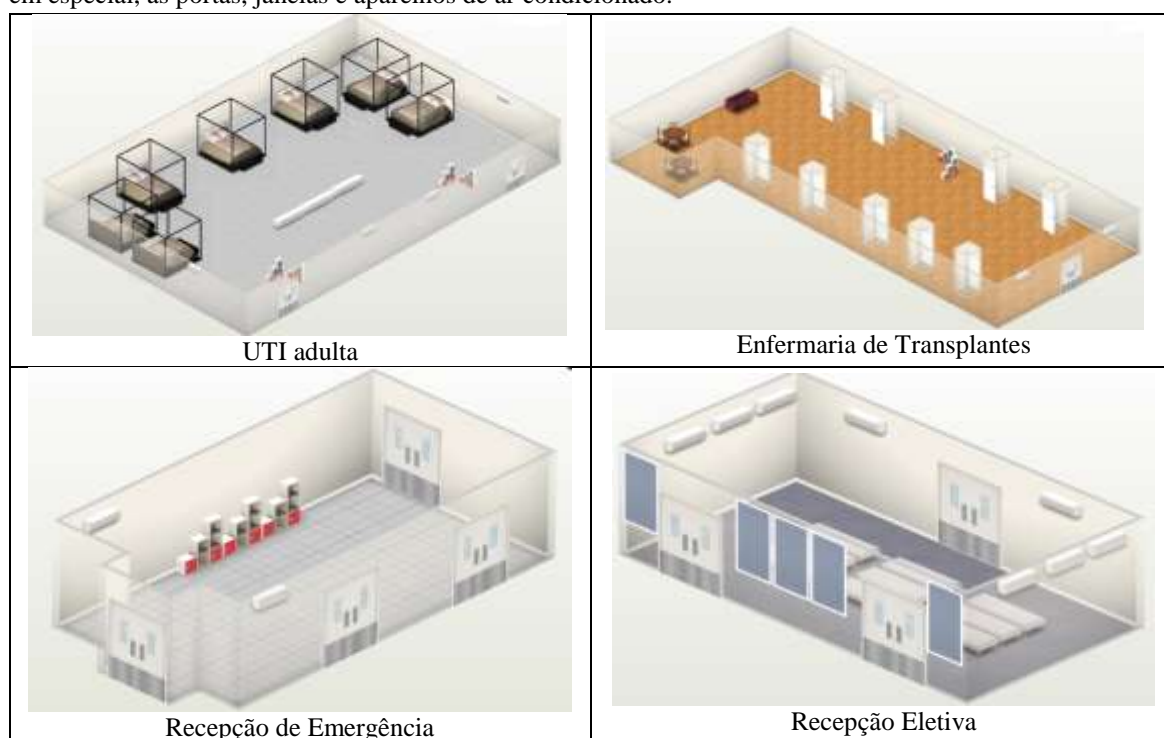 em especial, as portas, janelas e aparelhos de ar condicionado.
UTI adulta
Enfermaria de Transplantes
Recepção de Emergência
Recepção Eletiva